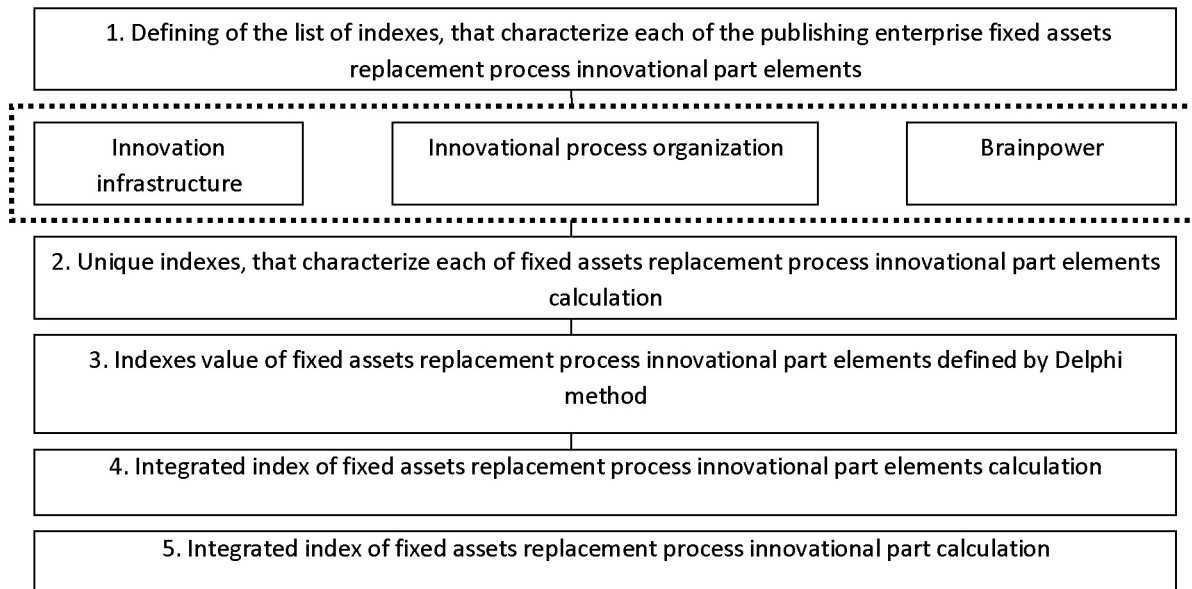 1. Defining of the list of indexes, that characterize each of the publishing enterprise fixed assets
replacement process innovational part elements
Innovation
infrastructure
Innovational process organization
Brainpower
2. Unique indexes, that characterize each of fixed assets replacement process innovational part elements
calculation
3. Indexes value of fixed assets replacement process innovational part elements defined by Delphi
method
4. Integrated index of fixed assets replacement process innovational part elements calculation
5. Integrated index of fixed assets replacement process innovational part calculation